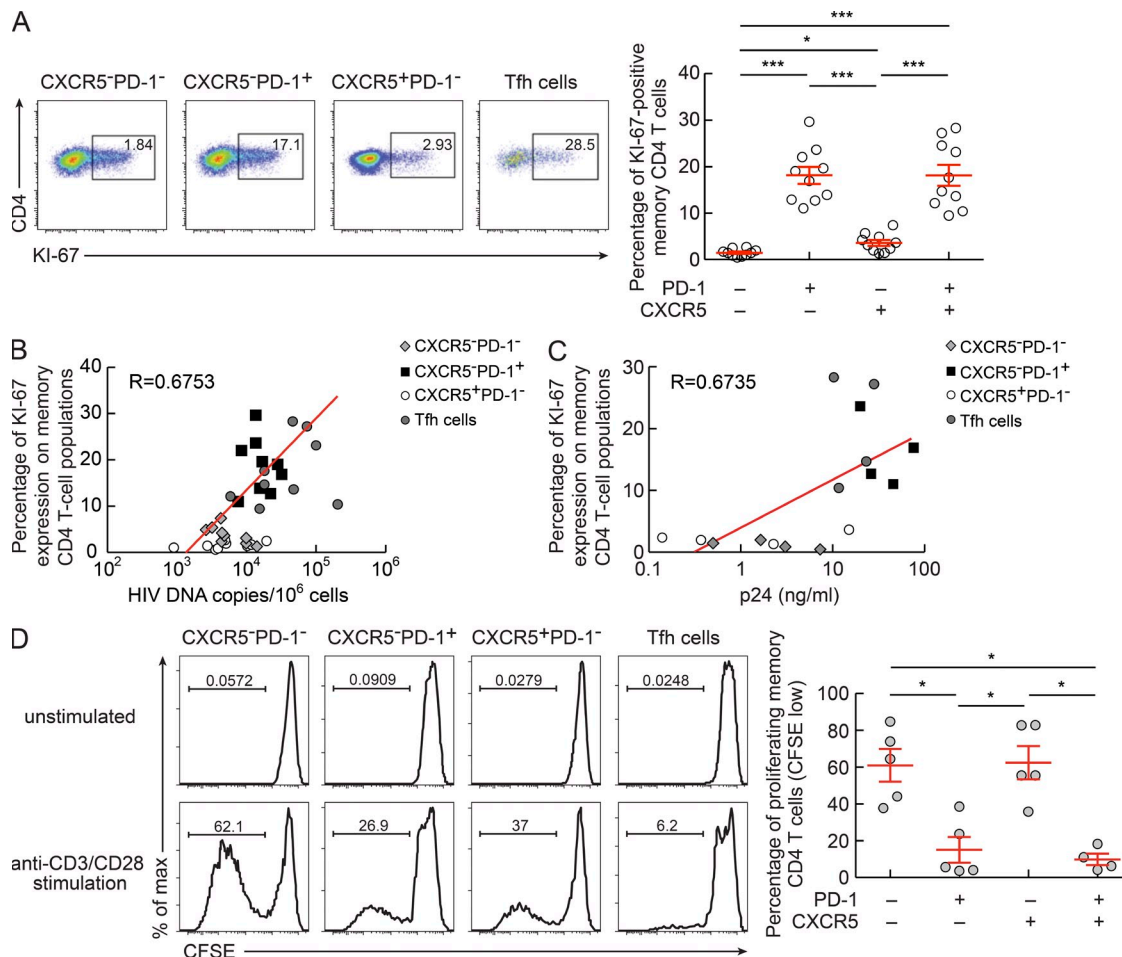 A
CXCR5⁻PD-1⁻
CXCR5⁻PD-1⁺
CXCR5⁺PD-1⁻
Tfh cells
1.84
17.1
2.93
28.5
CD4
KI-67
Percentage of KI-67-positive
memory CD4 T cells
40
30
20
10
0
***
*
*** *** ***
PD-1 – + – +
CXCR5 – – + +
B
Percentage of KI-67
expression on memory
CD4 T-cell populations
40
30
20
10
0
R=0.6753
CXCR5⁻PD-1⁻
CXCR5⁻PD-1⁺
CXCR5⁺PD-1⁻
Tfh cells
10² 10³ 10⁴ 10⁵ 10⁶
HIV DNA copies/10⁶ cells
C
Percentage of KI-67
expression on memory
CD4 T-cell populations
30
20
10
0
R=0.6735
CXCR5⁻PD-1⁻
CXCR5⁻PD-1⁺
CXCR5⁺PD-1⁻
Tfh cells
0.1 1 10 100
p24 (ng/ml)
D
CXCR5⁻PD-1⁻
CXCR5⁻PD-1⁺
CXCR5⁺PD-1⁻
Tfh cells
unstimulated
0.0572
0.0909
0.0279
0.0248
anti-CD3/CD28
stimulation
62.1
26.9
37
6.2
% of max
CFSE
Percentage of proliferating memory
CD4 T cells (CFSE low)
100
80
60
40
20
0
*
* * *
PD-1 – + – +
CXCR5 – – + +